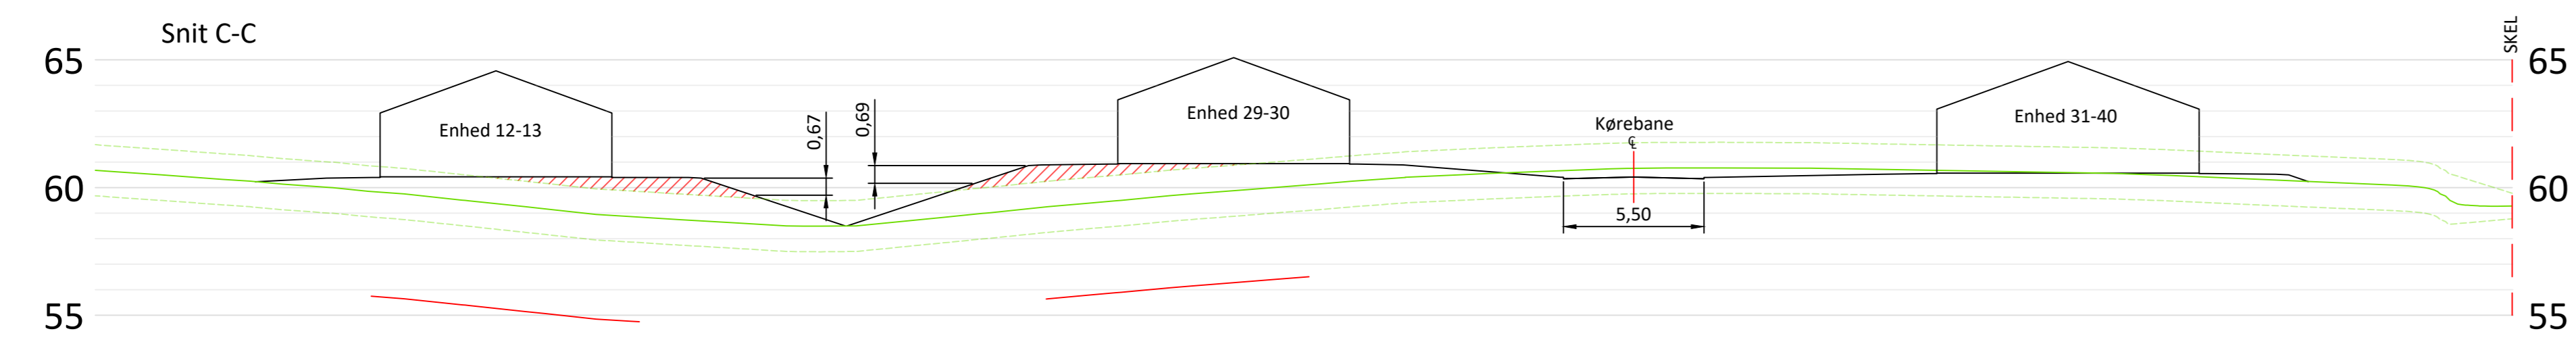 Snit C-C
SKEL
65
65
Enhed 12-13
0,67
0,69
Enhed 29-30
Kørebane
℄
Enhed 31-40
60
60
5,50
55
55